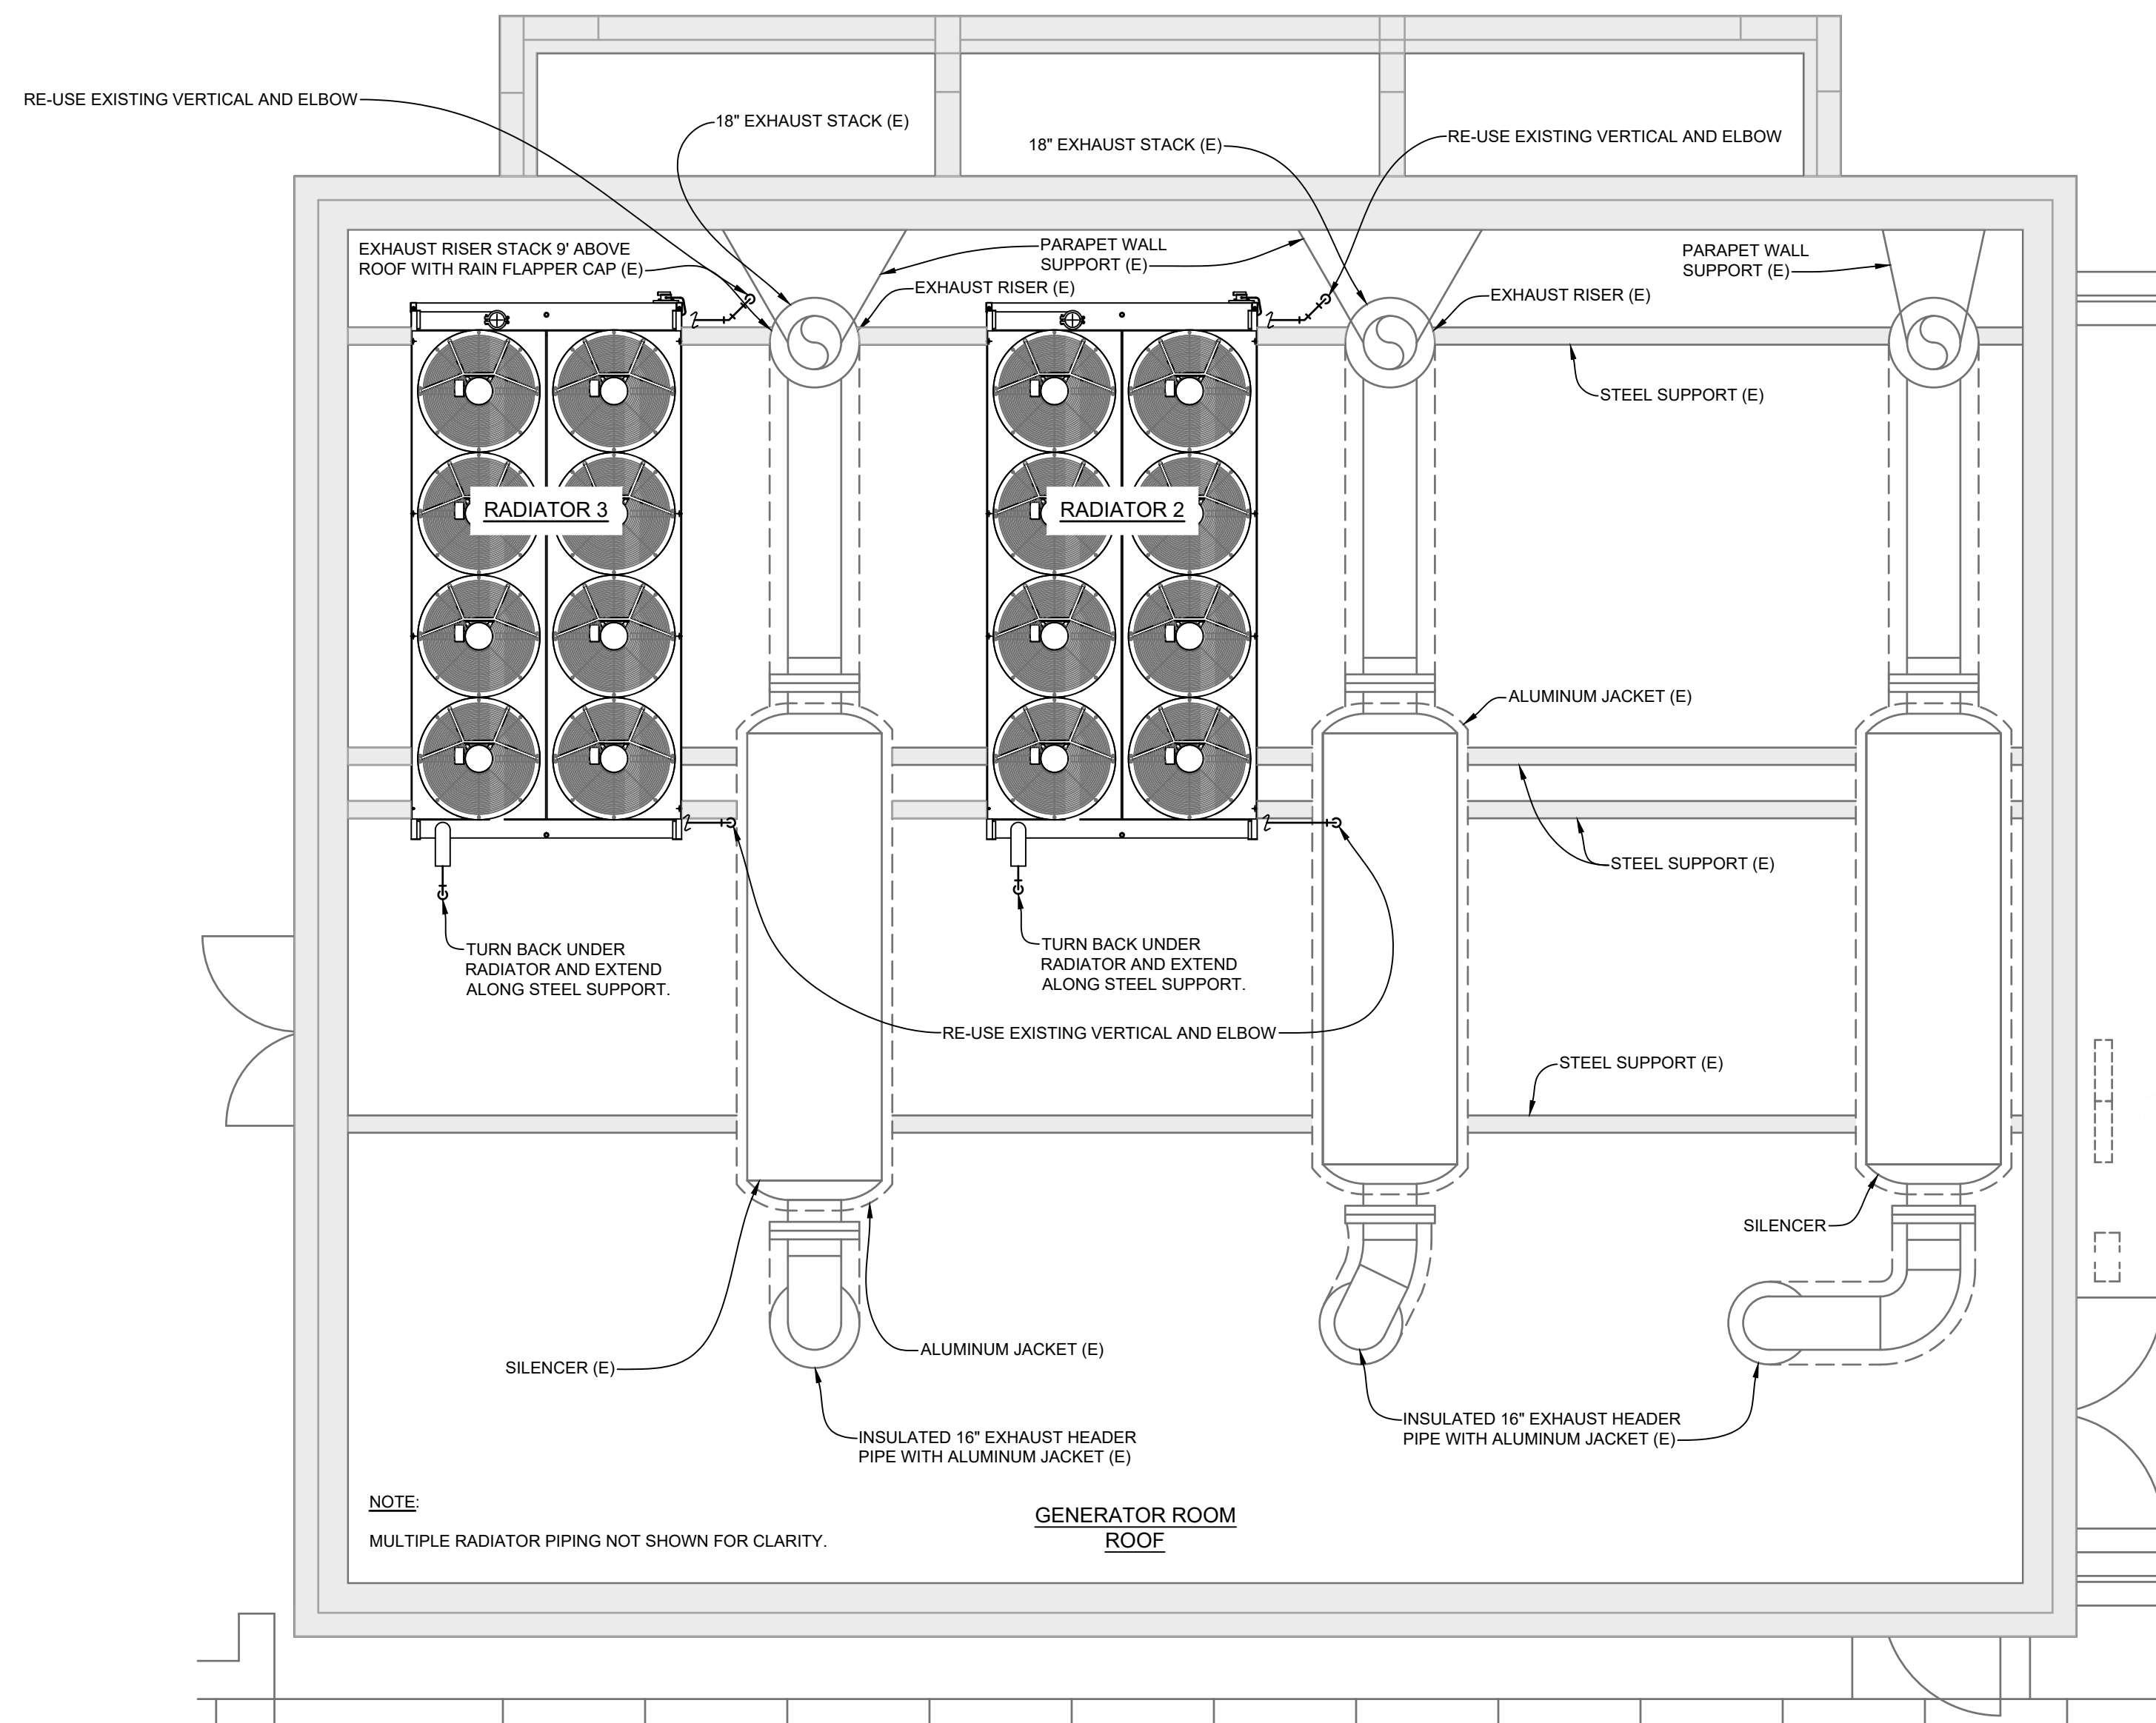 RE-USE EXISTING VERTICAL AND ELBOW
18" EXHAUST STACK (E)
18" EXHAUST STACK (E)
RE-USE EXISTING VERTICAL AND ELBOW
EXHAUST RISER STACK 9' ABOVE
ROOF WITH RAIN FLAPPER CAP (E)
PARAPET WALL
SUPPORT (E)
PARAPET WALL
SUPPORT (E)
EXHAUST RISER (E)
EXHAUST RISER (E)
STEEL SUPPORT (E)
RADIATOR 3
RADIATOR 2
ALUMINUM JACKET (E)
STEEL SUPPORT (E)
TURN BACK UNDER
RADIATOR AND EXTEND
ALONG STEEL SUPPORT.
TURN BACK UNDER
RADIATOR AND EXTEND
ALONG STEEL SUPPORT.
RE-USE EXISTING VERTICAL AND ELBOW
STEEL SUPPORT (E)
SILENCER
SILENCER (E)
ALUMINUM JACKET (E)
INSULATED 16" EXHAUST HEADER
PIPE WITH ALUMINUM JACKET (E)
INSULATED 16" EXHAUST HEADER
PIPE WITH ALUMINUM JACKET (E)
NOTE:
MULTIPLE RADIATOR PIPING NOT SHOWN FOR CLARITY.
GENERATOR ROOM
ROOF